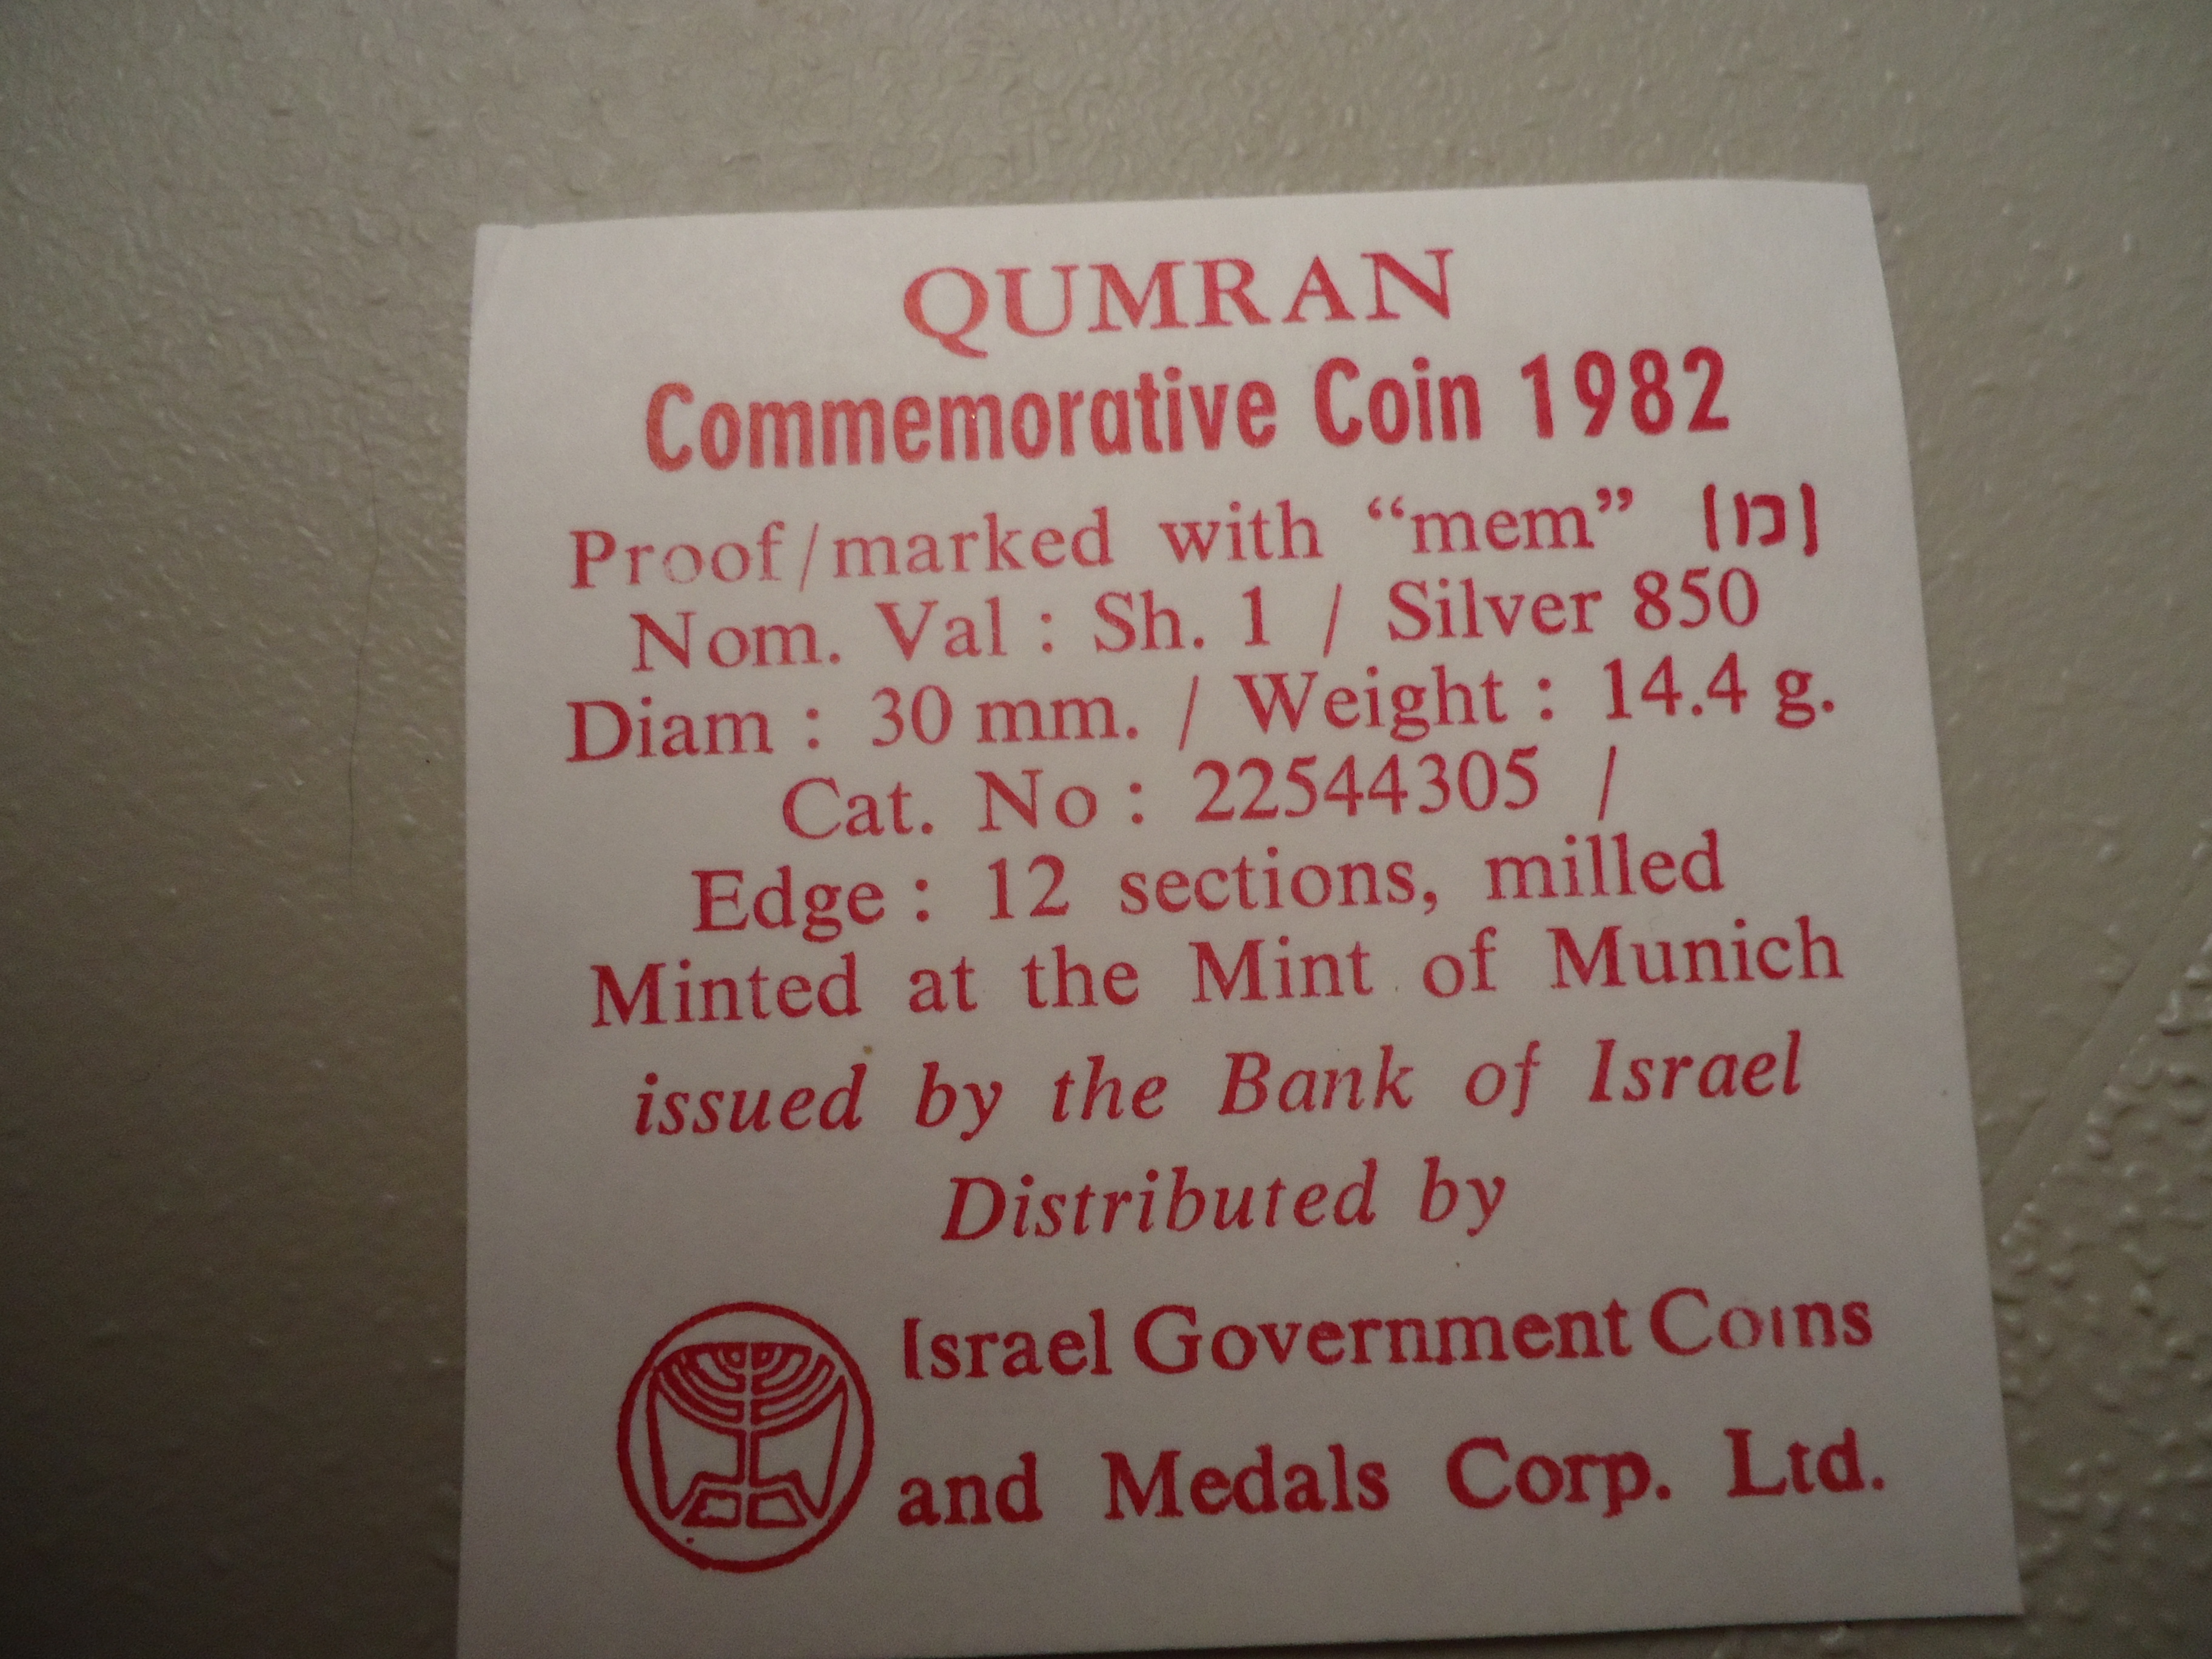 QUMRAN
Commemorative Coin 1982
Proof/marked with “mem” (מ)
Nom. Val : Sh. 1 / Silver 850
Diam : 30 mm. / Weight : 14.4 g.
Cat. No : 22544305 /
Edge : 12 sections, milled
Minted at the Mint of Munich
issued by the Bank of Israel
Distributed by
Israel Government Coins
and Medals Corp. Ltd.